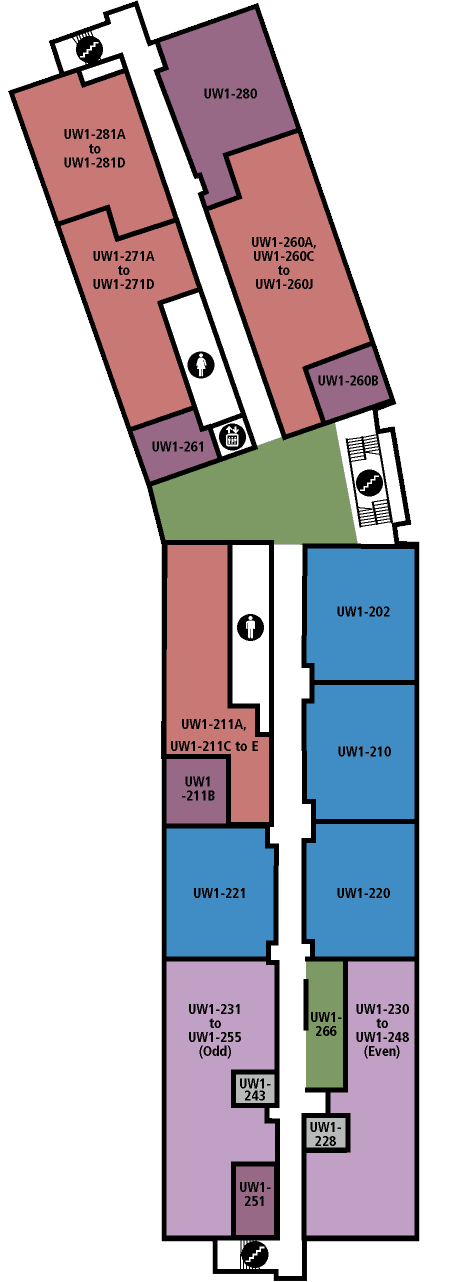 UW1-280
UW1-281A
to
UW1-281D
UW1-260A,
UW1-260C
to
UW1-260J
UW1-271A
to
UW1-271D
UW1-260B
UW1-261
UW1-202
UW1-211A,
UW1-211C to E
UW1-210
UW1
-211B
UW1-221
UW1-220
UW1-231
to
UW1-255
(Odd)
UW1-
266
UW1-230
to
UW1-248
(Even)
UW1-
243
UW1-
228
UW1-
251